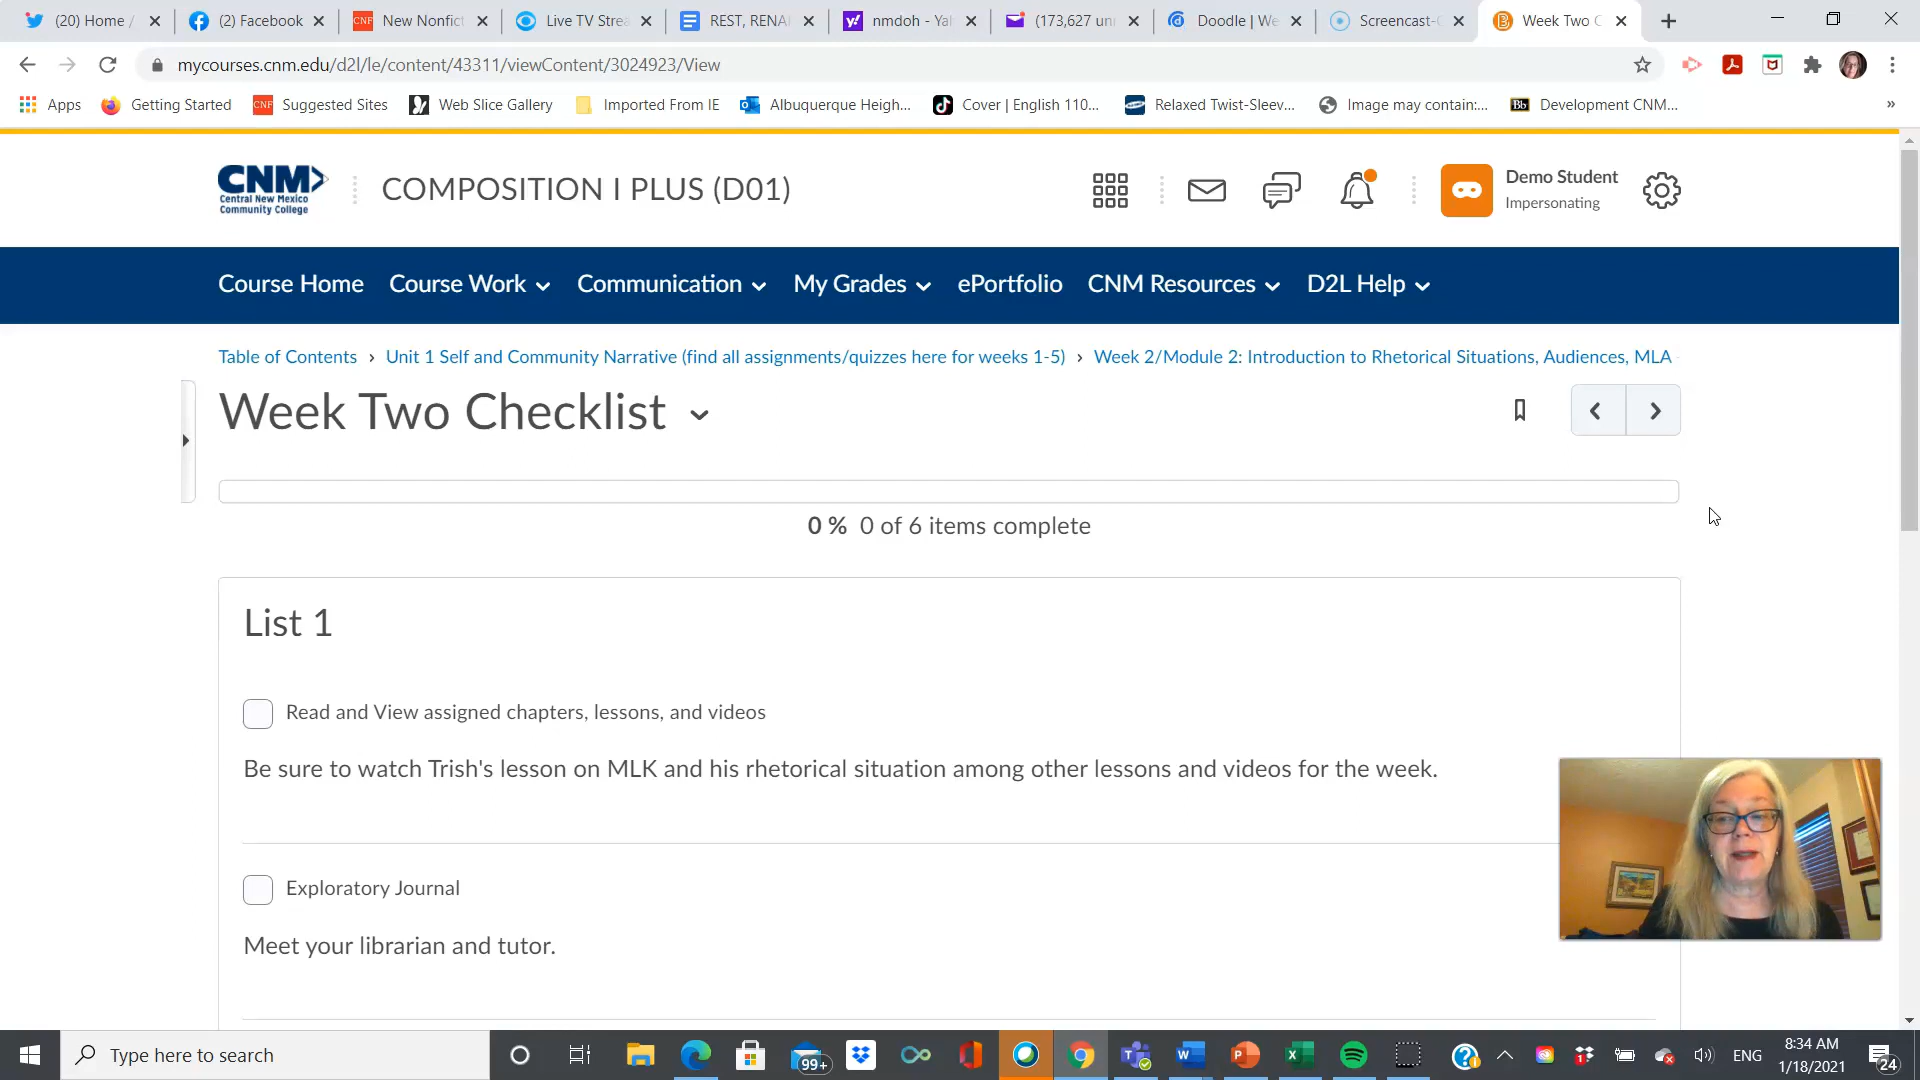 (20) Home /
(2) Facebook
New Nonfict
Live TV Strea
REST, RENA
nmdoh - Yah
(173,627 unr
Doodle | We
Screencast-O
Week Two C
mycourses.cnm.edu/d2l/le/content/43311/viewContent/3024923/View
Apps
Getting Started
CNF Suggested Sites
Web Slice Gallery
Imported From IE
Albuquerque Heigh...
Cover | English 110...
Relaxed Twist-Sleev...
Image may contain:...
Bb Development CNM...
»
CNM
Central New Mexico
Community College
COMPOSITION I PLUS (D01)
Demo Student
Impersonating
Course Home Course Work Communication My Grades ePortfolio CNM Resources D2L Help
Table of Contents › Unit 1 Self and Community Narrative (find all assignments/quizzes here for weeks 1-5) › Week 2/Module 2: Introduction to Rhetorical Situations, Audiences, MLA
Week Two Checklist
0 % 0 of 6 items complete
List 1
Read and View assigned chapters, lessons, and videos
Be sure to watch Trish's lesson on MLK and his rhetorical situation among other lessons and videos for the week.
Exploratory Journal
Meet your librarian and tutor.
Type here to search
99+
ENG
8:34 AM
1/18/2021
24